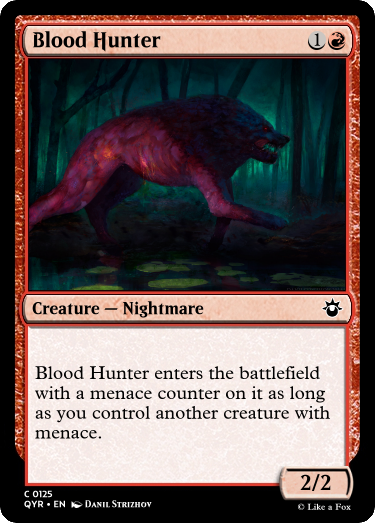 Blood Hunter 1
Creature — Nightmare
Blood Hunter enters the battlefield
with a menace counter on it as long
as you control another creature with
menace.
2/2
C 0125
QYR • EN Danil Strizhov
© Like a Fox